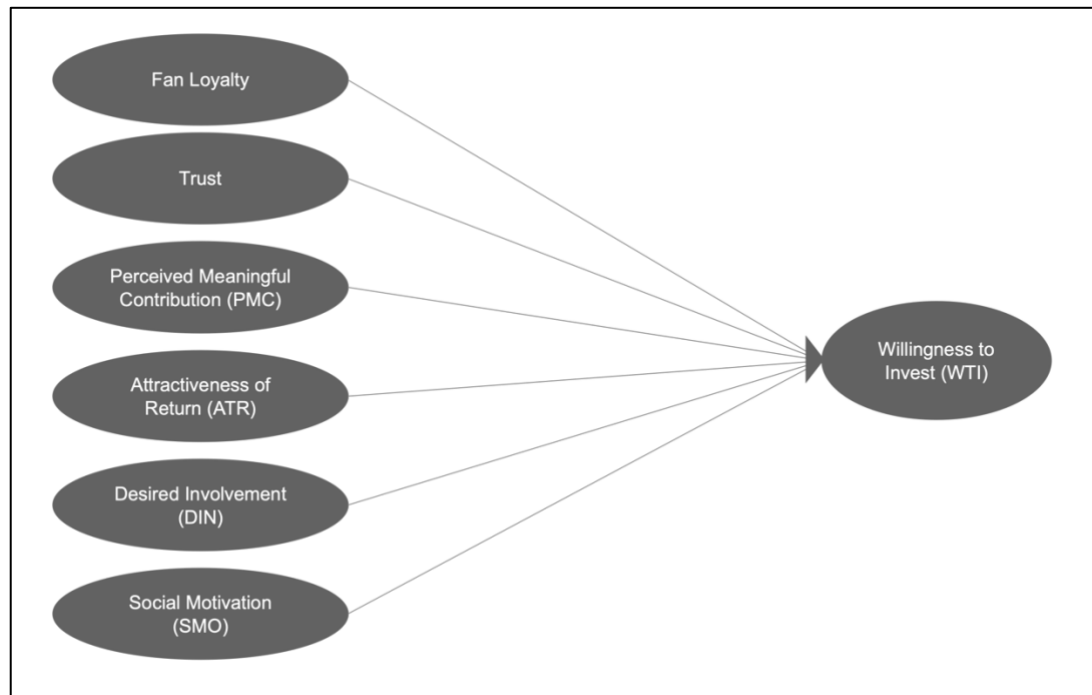 Fan Loyalty
Trust
Perceived Meaningful
Contribution (PMC)
Attractiveness of
Return (ATR)
Desired Involvement
(DIN)
Social Motivation
(SMO)
Willingness to
Invest (WTI)